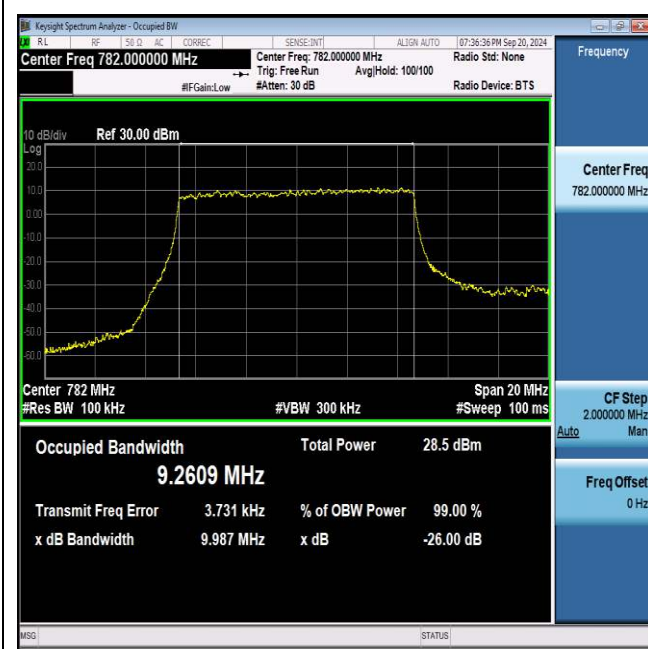 Keysight Spectrum Analyzer - Occupied BW
RL RF 50 Ω AC CORREC SENSE:INT ALIGN AUTO 07:36:36 PM Sep 20, 2024
Center Freq 782.000000 MHz
Center Freq: 782.000000 MHz Radio Std: None
Trig: Free Run Avg|Hold: 100/100
#IFGain:Low #Atten: 30 dB Radio Device: BTS
Frequency
10 dB/div Ref 30.00 dBm
Log
20.0
10.0
0.00
-10.0
-20.0
-30.0
-40.0
-50.0
-60.0
Center 782 MHz Span 20 MHz
#Res BW 100 kHz #VBW 300 kHz #Sweep 100 ms
Occupied Bandwidth Total Power 28.5 dBm
9.2609 MHz
Transmit Freq Error 3.731 kHz % of OBW Power 99.00 %
x dB Bandwidth 9.987 MHz x dB -26.00 dB
Center Freq
782.000000 MHz
CF Step
2.000000 MHz
Auto Man
Freq Offset
0 Hz
MSG STATUS